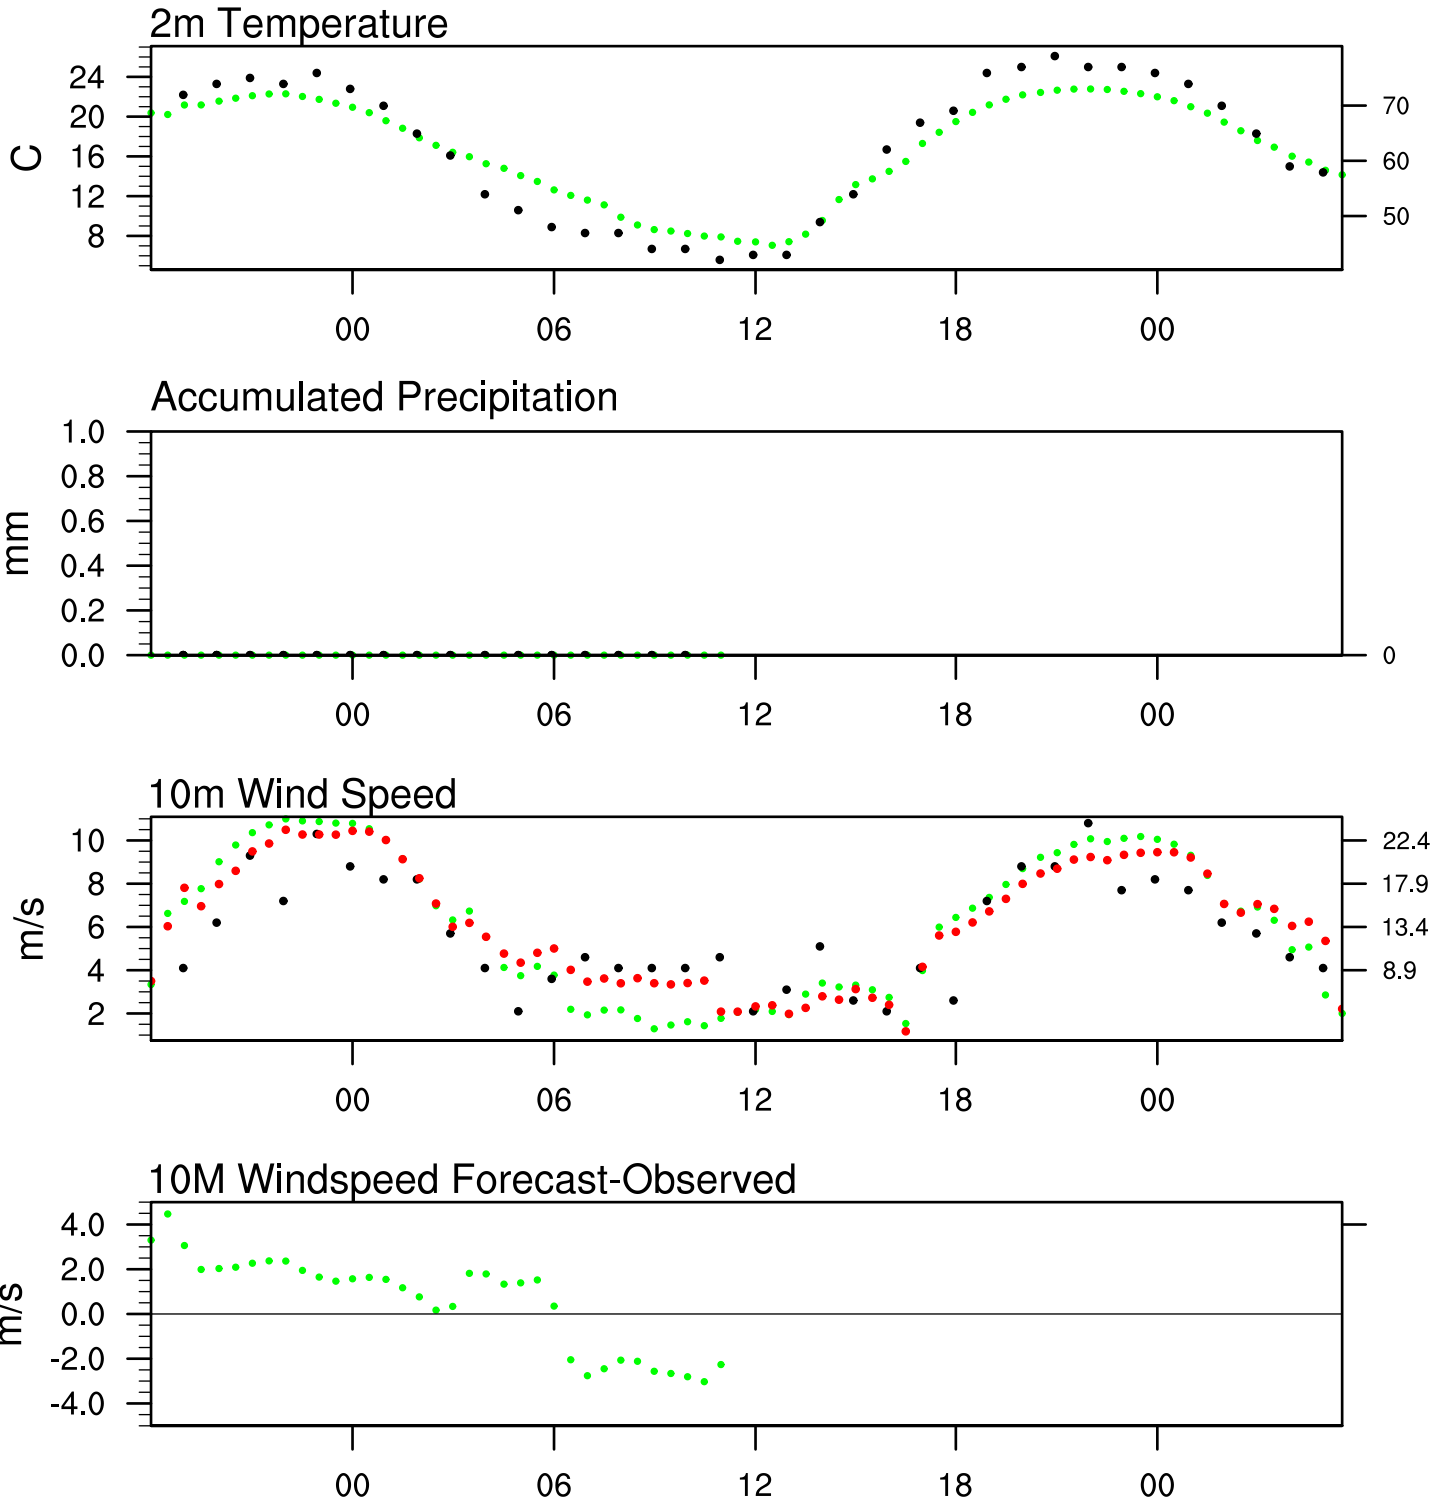 2m Temperature
24
20
16
12
8
C
70
60
50
00 06 12 18 00
Accumulated Precipitation
1.0
0.8
0.6
0.4
0.2
0.0
mm
0
00 06 12 18 00
10m Wind Speed
10
8
6
4
2
m/s
22.4
17.9
13.4
8.9
00 06 12 18 00
10M Windspeed Forecast-Observed
4.0
2.0
0.0
-2.0
-4.0
m/s
00 06 12 18 00